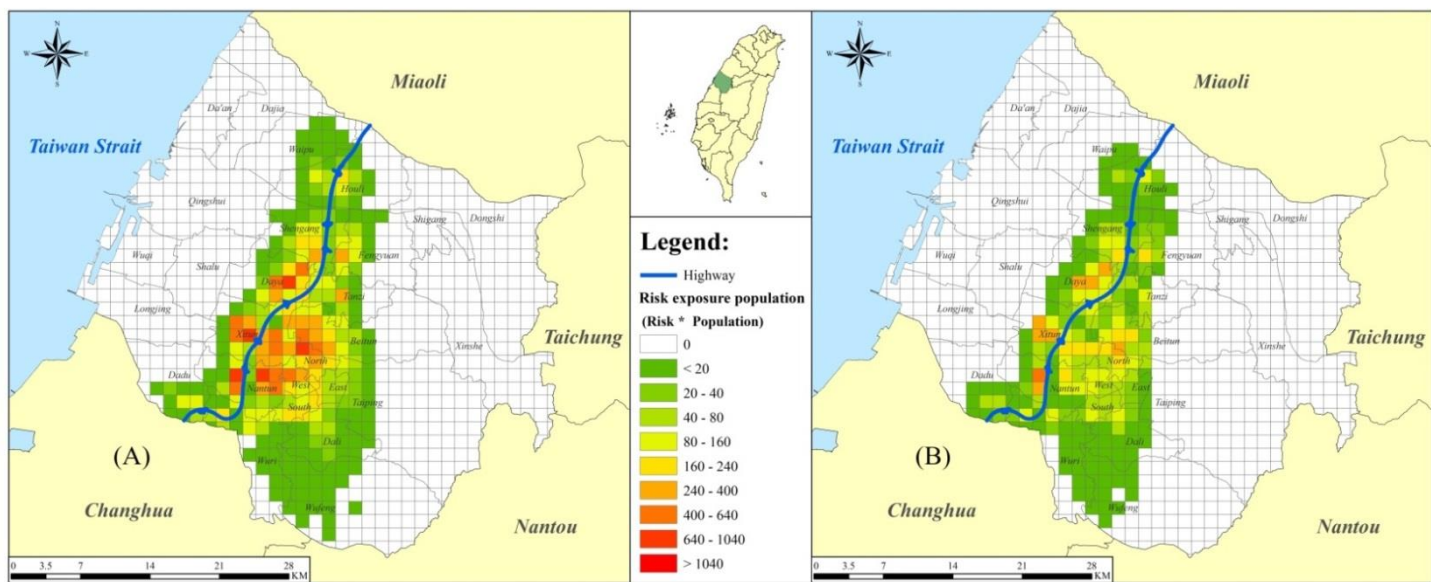 N
W
E
S
Miaoli
Da'an
Dajia
Taiwan Strait
Waipu
Houli
Qingshui
Shigang
Dongshi
Shengang
Wuqi
Shalu
Fengyuan
Daya
Tanzi
Longjing
Xitun
Beitun
Taichung
Xinshe
North
Dadu
Nantun
West
East
South
Taiping
Dali
(A)
Wuri
Changhua
Wufeng
Nantou
0 3.5 7 14 21 28
KM
Legend:
Highway
Risk exposure population
(Risk * Population)
0
< 20
20 - 40
40 - 80
80 - 160
160 - 240
240 - 400
400 - 640
640 - 1040
> 1040
N
W
E
S
Miaoli
Da'an
Dajia
Taiwan Strait
Waipu
Houli
Qingshui
Shigang
Dongshi
Shengang
Wuqi
Shalu
Fengyuan
Daya
Tanzi
Longjing
Xitun
Beitun
Taichung
Xinshe
North
Dadu
Nantun
West
East
South
Taiping
Dali
(B)
Wuri
Changhua
Wufeng
Nantou
0 3.5 7 14 21 28
KM